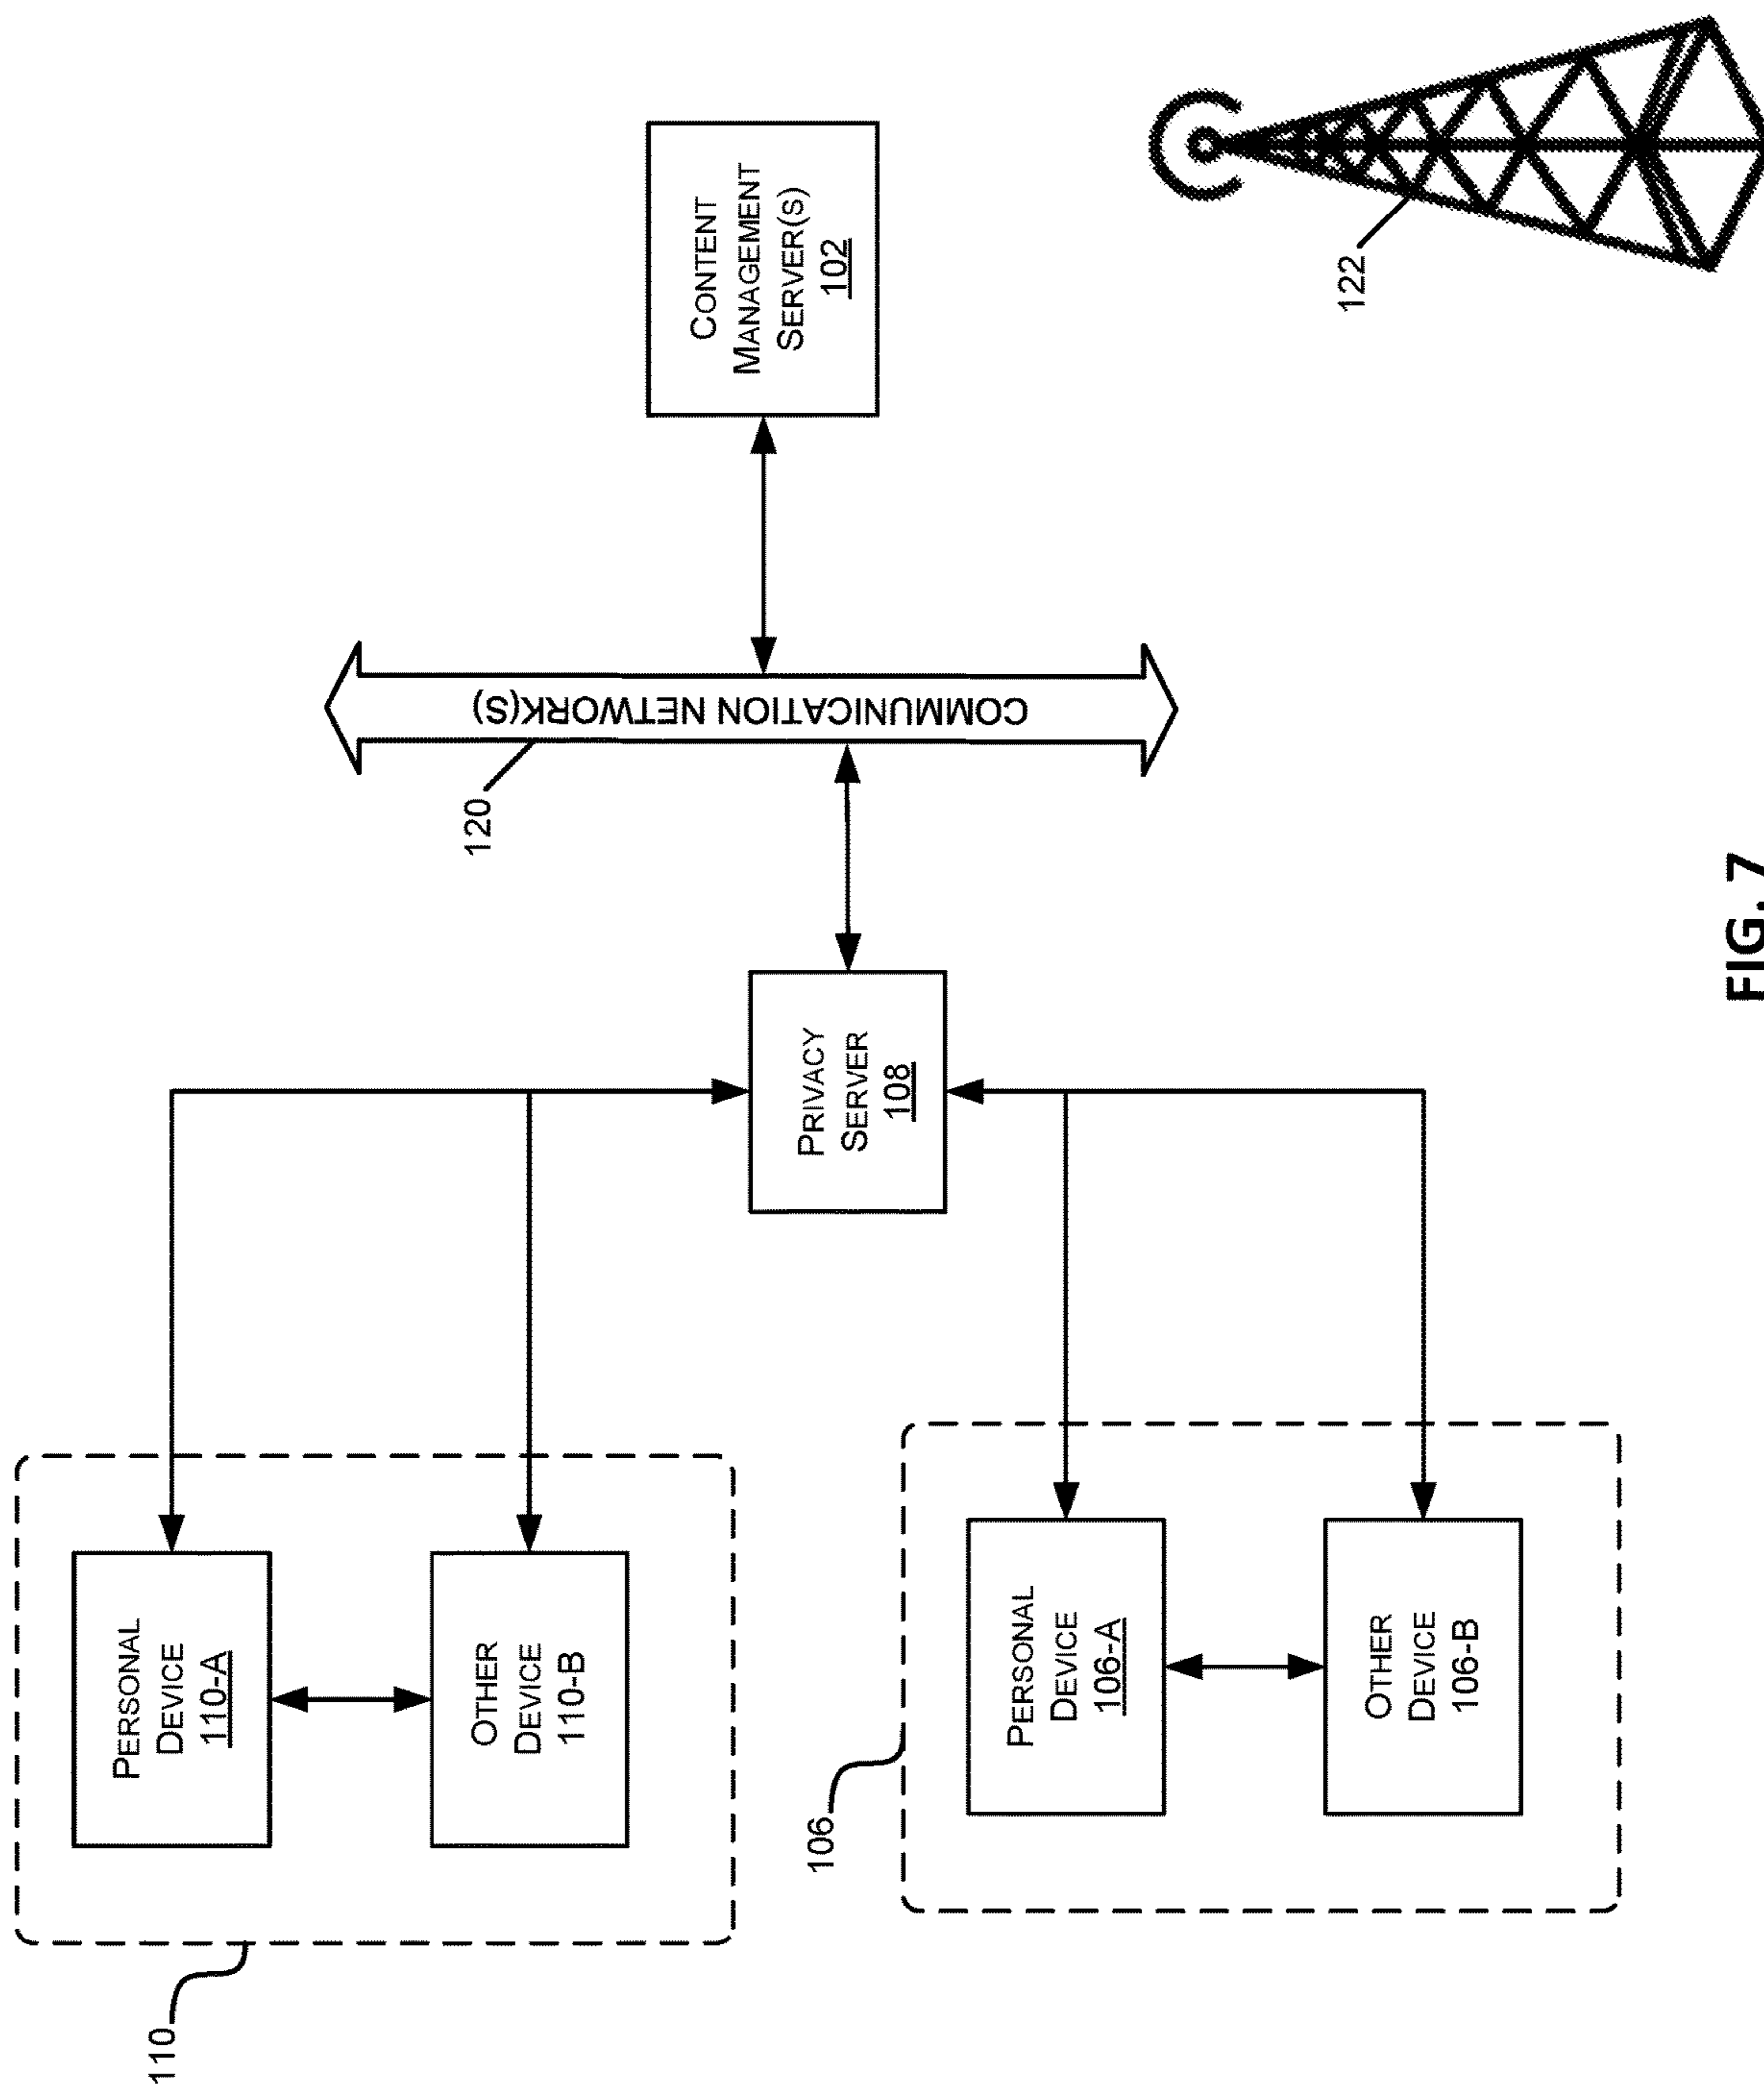 110
PERSONAL
DEVICE
110-A
OTHER
DEVICE
110-B
106
PERSONAL
DEVICE
106-A
OTHER
DEVICE
106-B
PRIVACY
SERVER
108
120
COMMUNICATION NETWORK(S)
CONTENT
MANAGEMENT
SERVER(S)
102
122
FIG. 7